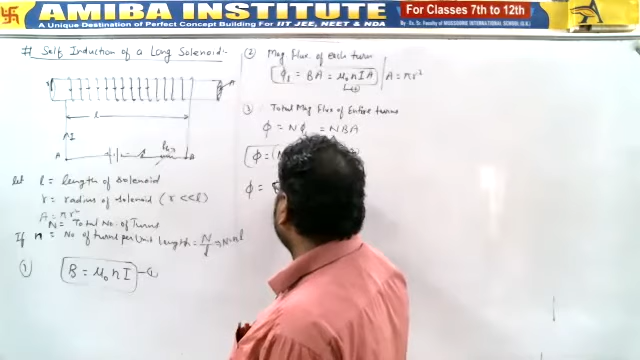 AMIBA INSTITUTE
A Unique Destination of Perfect Concept Building For IIT JEE, NEET & NDA
For Classes 7th to 12th
# Self Induction of a Long Solenoid:-
l
I
A
let l = length of solenoid
r = radius of solenoid (r << l)
A = πr²
N = Total No. of Turns
If n = No of turns per Unit length = N/l
① B = μ₀ n I
② Mag Flux of each turn
ϕ₁ = BA = μ₀ n I A | A = πr²
③ Total Mag Flux of Entire turns
ϕ = Nϕ = NBA
ϕ =
ϕ =